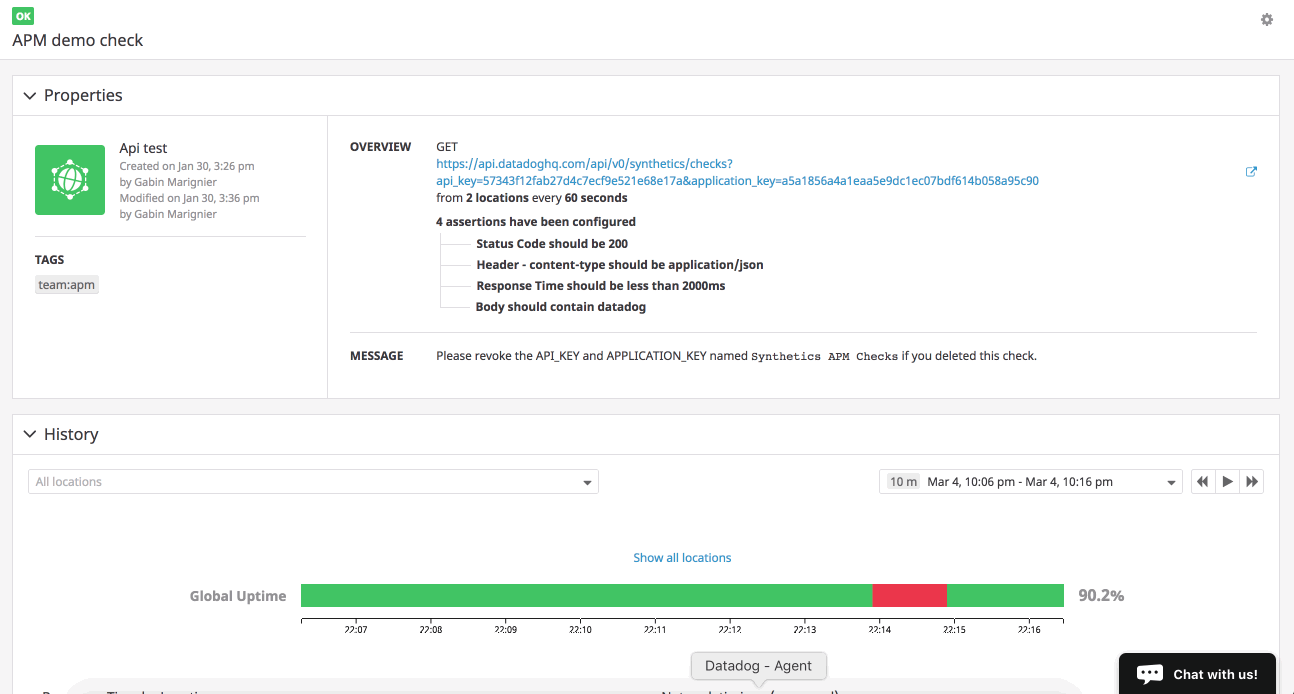 OK
APM demo check
Properties
Api test
Created on Jan 30, 3:26 pm
by Gabin Marignier
Modified on Jan 30, 3:36 pm
by Gabin Marignier
TAGS
team:apm
OVERVIEW
GET
https://api.datadoghq.com/api/v0/synthetics/checks?
api_key=57343f12fab27d4c7ecf9e521e68e17a&application_key=a5a1856a4a1eaa5e9dc1ec07bdf614b058a95c90
from 2 locations every 60 seconds
4 assertions have been configured
Status Code should be 200
Header - content-type should be application/json
Response Time should be less than 2000ms
Body should contain datadog
MESSAGE
Please revoke the API_KEY and APPLICATION_KEY named Synthetics APM Checks if you deleted this check.
History
All locations
10 m Mar 4, 10:06 pm - Mar 4, 10:16 pm
Show all locations
Global Uptime
90.2%
22:07 22:08 22:09 22:10 22:11 22:12 22:13 22:14 22:15 22:16
Datadog - Agent
Chat with us!